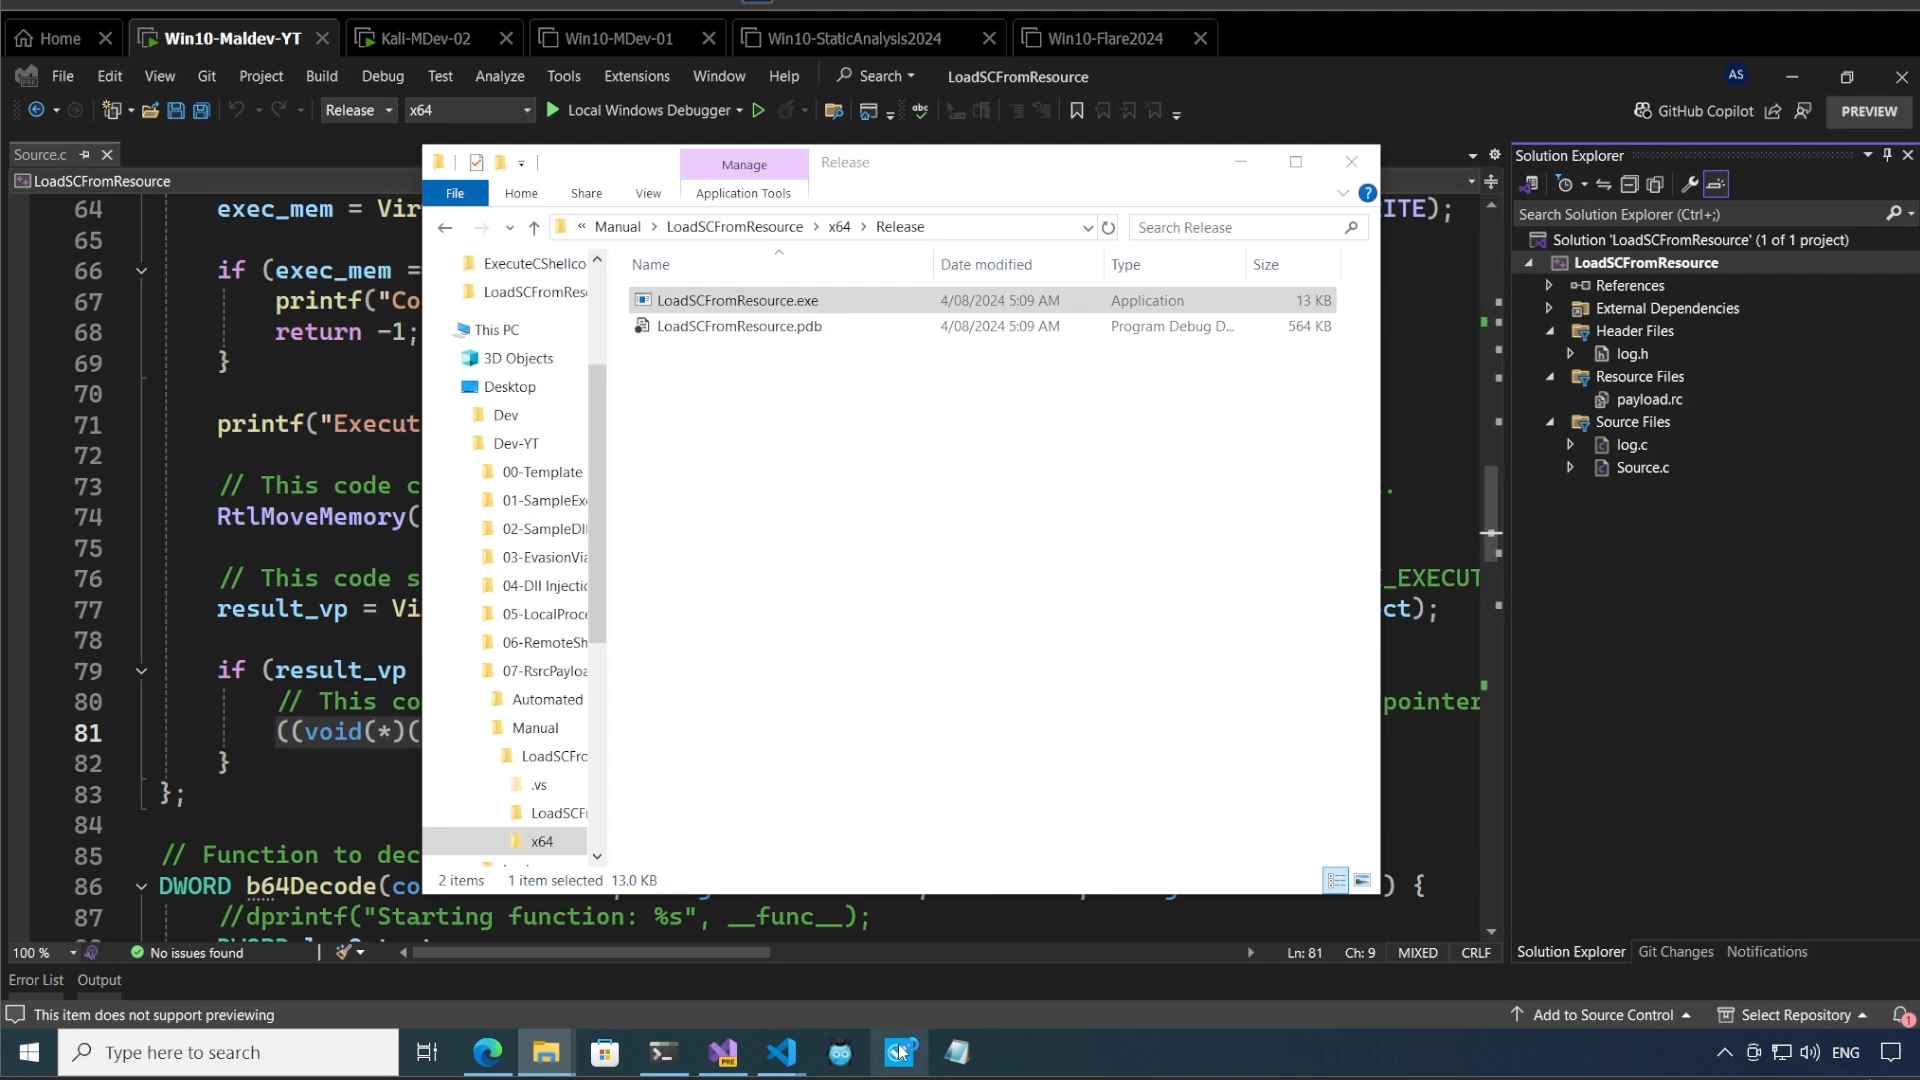 Home
Win10-Maldev-YT
Kali-MDev-02
Win10-MDev-01
Win10-StaticAnalysis2024
Win10-Flare2024
File Edit View Git Project Build Debug Test Analyze Tools Extensions Window Help Search LoadSCFromResource AS
Release x64 Local Windows Debugger GitHub Copilot PREVIEW
Source.c
LoadSCFromResource
64 exec_mem = Vir ITE);
65
66 if (exec_mem =
67 printf("Co
68 return -1;
69 }
70
71 printf("Execut
72
73 // This code c .
74 RtlMoveMemory(
75
76 // This code s _EXECUT
77 result_vp = Vi ct);
78
79 if (result_vp
80 // This co pointer
81 ((void(*)(
82 }
83 };
84
85 // Function to dec
86 DWORD b64Decode(co ) {
87 //dprintf("Starting function: %s", __func__);
100 % No issues found Ln: 81 Ch: 9 MIXED CRLF
Error List Output
Manage Release
File Home Share View Application Tools
« Manual > LoadSCFromResource > x64 > Release Search Release
Name Date modified Type Size
LoadSCFromResource.exe 4/08/2024 5:09 AM Application 13 KB
LoadSCFromResource.pdb 4/08/2024 5:09 AM Program Debug D... 564 KB
ExecuteCShellco
LoadSCFromRes
This PC
3D Objects
Desktop
Dev
Dev-YT
00-Template
01-SampleExe
02-SampleDll
03-EvasionVia
04-Dll Injectio
05-LocalProce
06-RemoteSh
07-RsrcPayloa
Automated
Manual
LoadSCFro
.vs
LoadSCF
x64
2 items 1 item selected 13.0 KB
Solution Explorer
Search Solution Explorer (Ctrl+;)
Solution 'LoadSCFromResource' (1 of 1 project)
LoadSCFromResource
References
External Dependencies
Header Files
log.h
Resource Files
payload.rc
Source Files
log.c
Source.c
Solution Explorer Git Changes Notifications
This item does not support previewing Add to Source Control Select Repository 1
Type here to search ENG